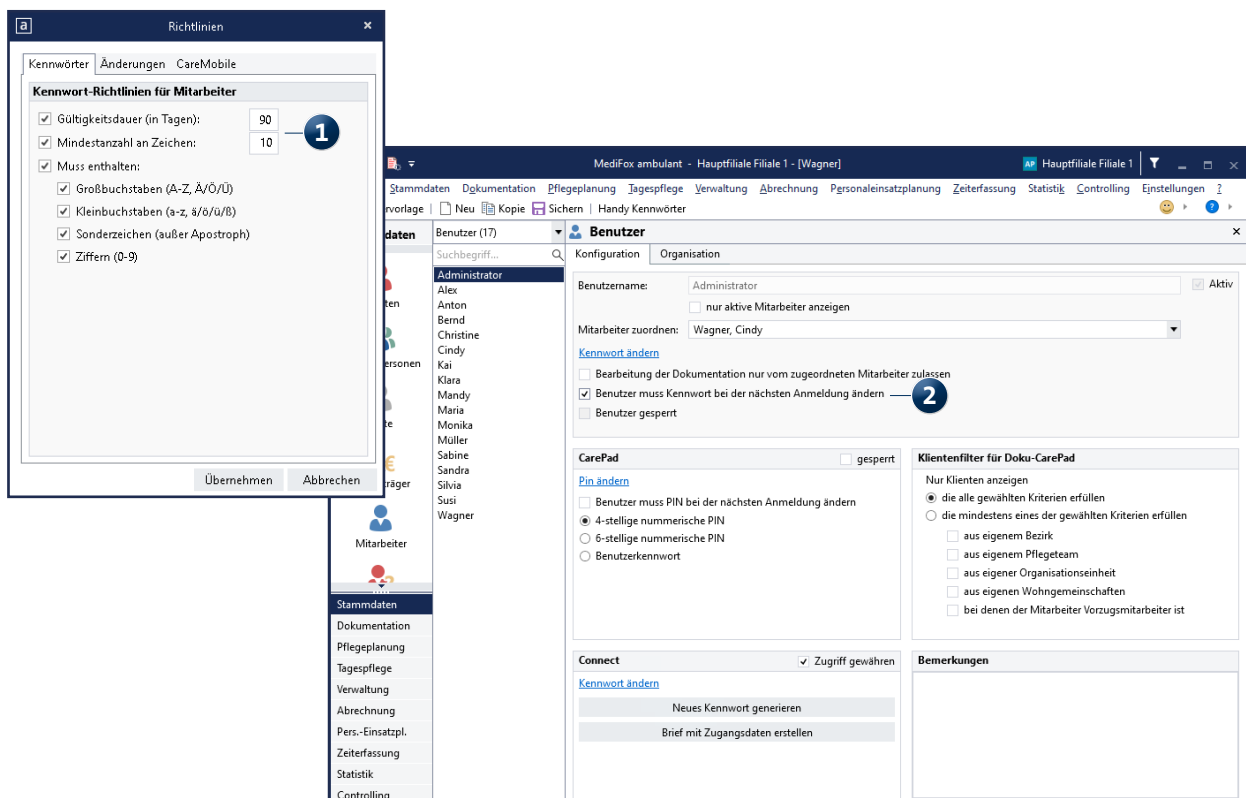 a Richtlinien ×
Kennwörter Änderungen CareMobile
Kennwort-Richtlinien für Mitarbeiter
Gültigkeitsdauer (in Tagen): 90
1
Mindestanzahl an Zeichen: 10
Muss enthalten:
Großbuchstaben (A-Z, Ä/Ö/Ü)
Kleinbuchstaben (a-z, ä/ö/ü/ß)
Sonderzeichen (außer Apostroph)
Ziffern (0-9)
Übernehmen Abbrechen
MediFox ambulant - Hauptfiliale Filiale 1 - [Wagner] AP Hauptfiliale Filiale 1
Stammdaten Dokumentation Pflegeplanung Tagespflege Verwaltung Abrechnung Personaleinsatzplanung Zeiterfassung Statistik Controlling Einstellungen ?
rvorlage Neu Kopie Sichern Handy Kennwörter ?
daten
ten
ersonen
te
räger
Mitarbeiter
Stammdaten
Dokumentation
Pflegeplanung
Tagespflege
Verwaltung
Abrechnung
Pers.-Einsatzpl.
Zeiterfassung
Statistik
Controlling
Benutzer (17)
Suchbegriff...
Administrator
Alex
Anton
Bernd
Christine
Cindy
Kai
Klara
Mandy
Maria
Monika
Müller
Sabine
Sandra
Silvia
Susi
Wagner
Benutzer ×
Konfiguration Organisation
Benutzername: Administrator Aktiv
nur aktive Mitarbeiter anzeigen
Mitarbeiter zuordnen: Wagner, Cindy
Kennwort ändern
Bearbeitung der Dokumentation nur vom zugeordneten Mitarbeiter zulassen
Benutzer muss Kennwort bei der nächsten Anmeldung ändern 2
Benutzer gesperrt
CarePad gesperrt
Pin ändern
Benutzer muss PIN bei der nächsten Anmeldung ändern
4-stellige nummerische PIN
6-stellige nummerische PIN
Benutzerkennwort
Klientenfilter für Doku-CarePad
Nur Klienten anzeigen
die alle gewählten Kriterien erfüllen
die mindestens eines der gewählten Kriterien erfüllen
aus eigenem Bezirk
aus eigenem Pflegeteam
aus eigener Organisationseinheit
aus eigenen Wohngemeinschaften
bei denen der Mitarbeiter Vorzugsmitarbeiter ist
Connect Zugriff gewähren
Kennwort ändern
Neues Kennwort generieren
Brief mit Zugangsdaten erstellen
Bemerkungen